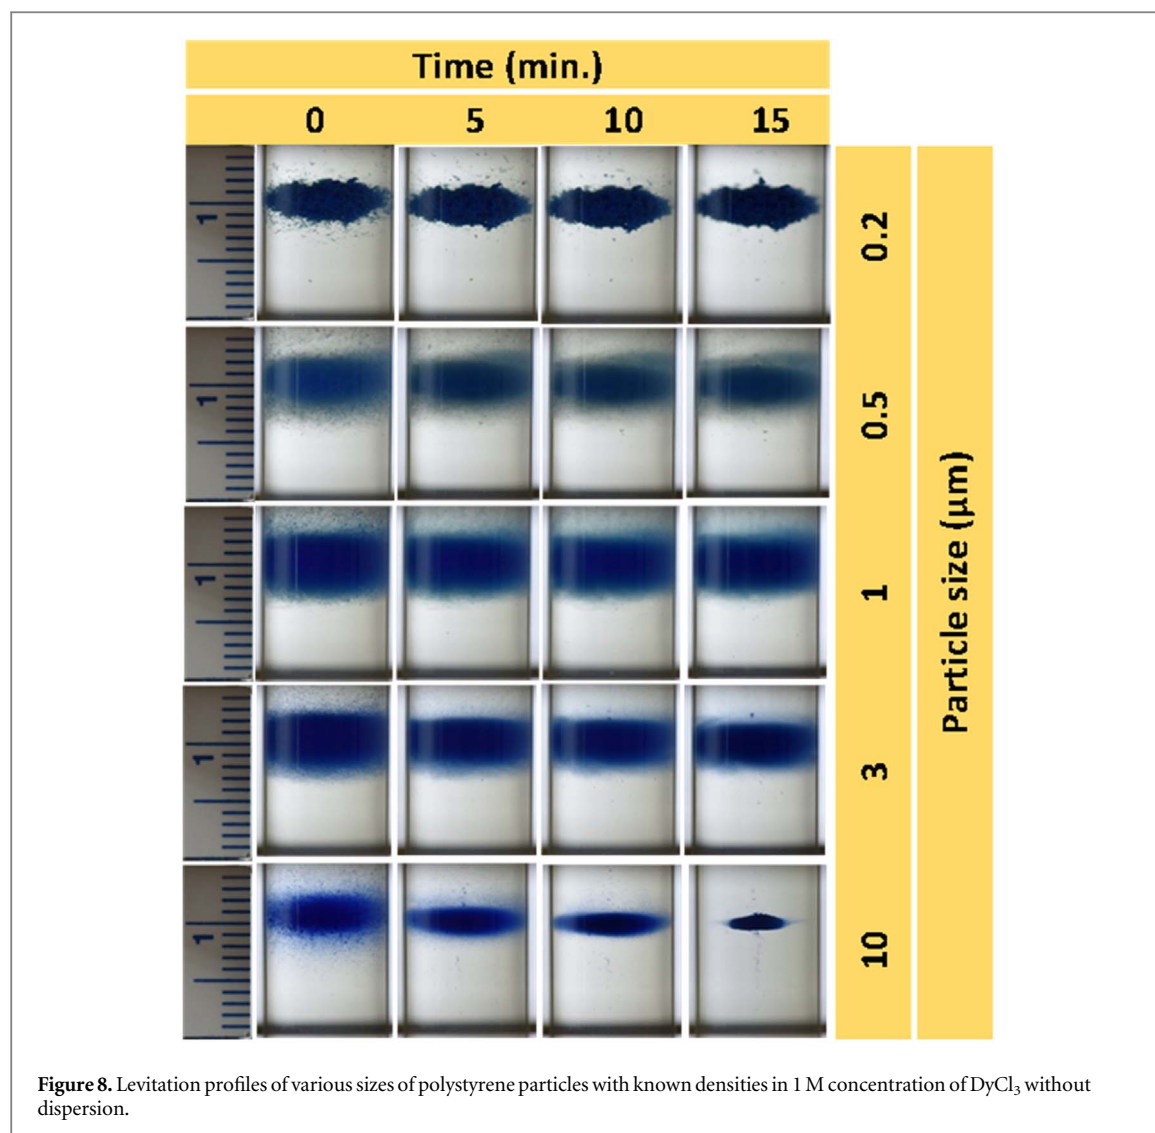 Time (min.)
0 5 10 15
1
0.2
1
0.5
1
1
1
3
1
10
Particle size (µm)
Figure 8. Levitation profiles of various sizes of polystyrene particles with known densities in 1 M concentration of DyCl₃ without
dispersion.